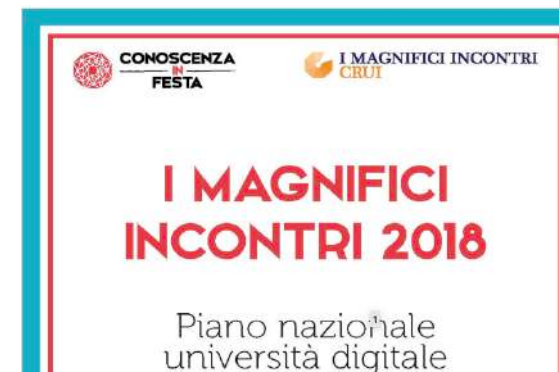 CONOSCENZA
IN
FESTA
I MAGNIFICI INCONTRI
CRUI
I MAGNIFICI
INCONTRI 2018
Piano nazionale
università digitale